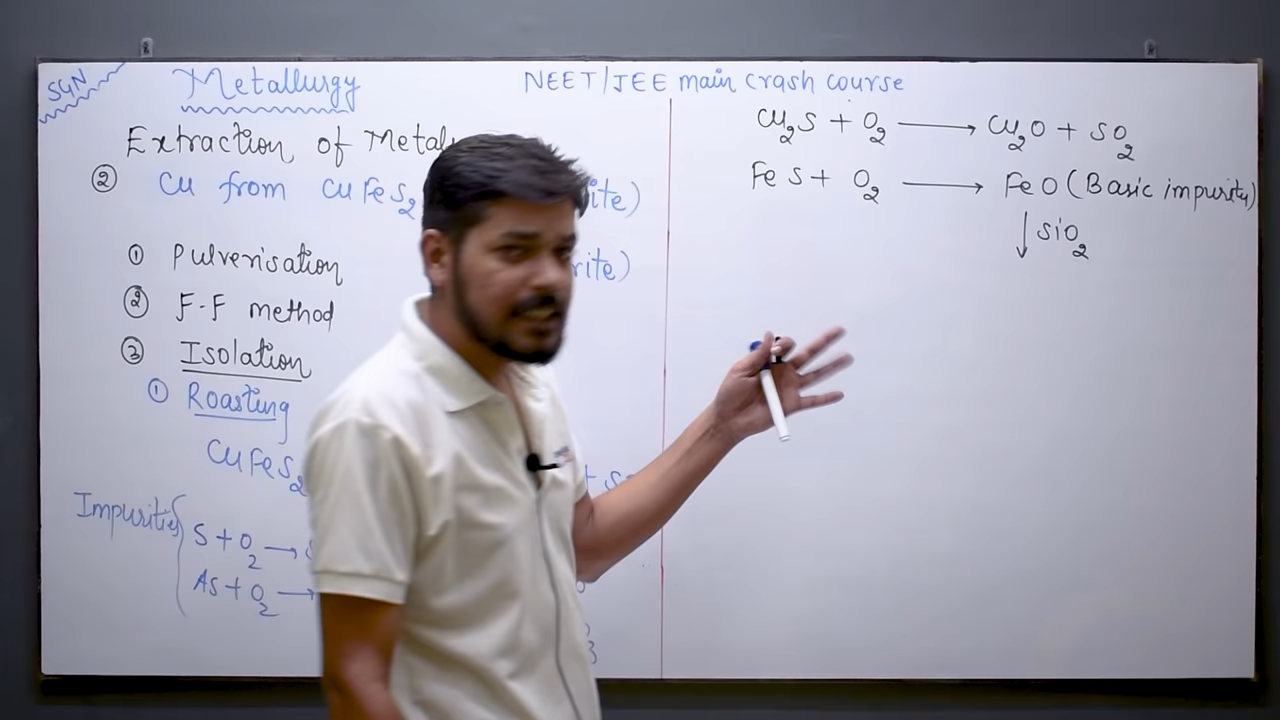 SGN
Metallurgy
NEET/JEE main crash course
Extraction of
② Cu from CuFeS₂
① Pulverisation
② F-F method
③ Isolation
① Roasting
CuFeS₂
Impurities
S + O₂ →
As + O₂ →
Cu₂S + O₂ → Cu₂O + SO₂
FeS + O₂ → FeO (Basic impurity)
↓ SiO₂